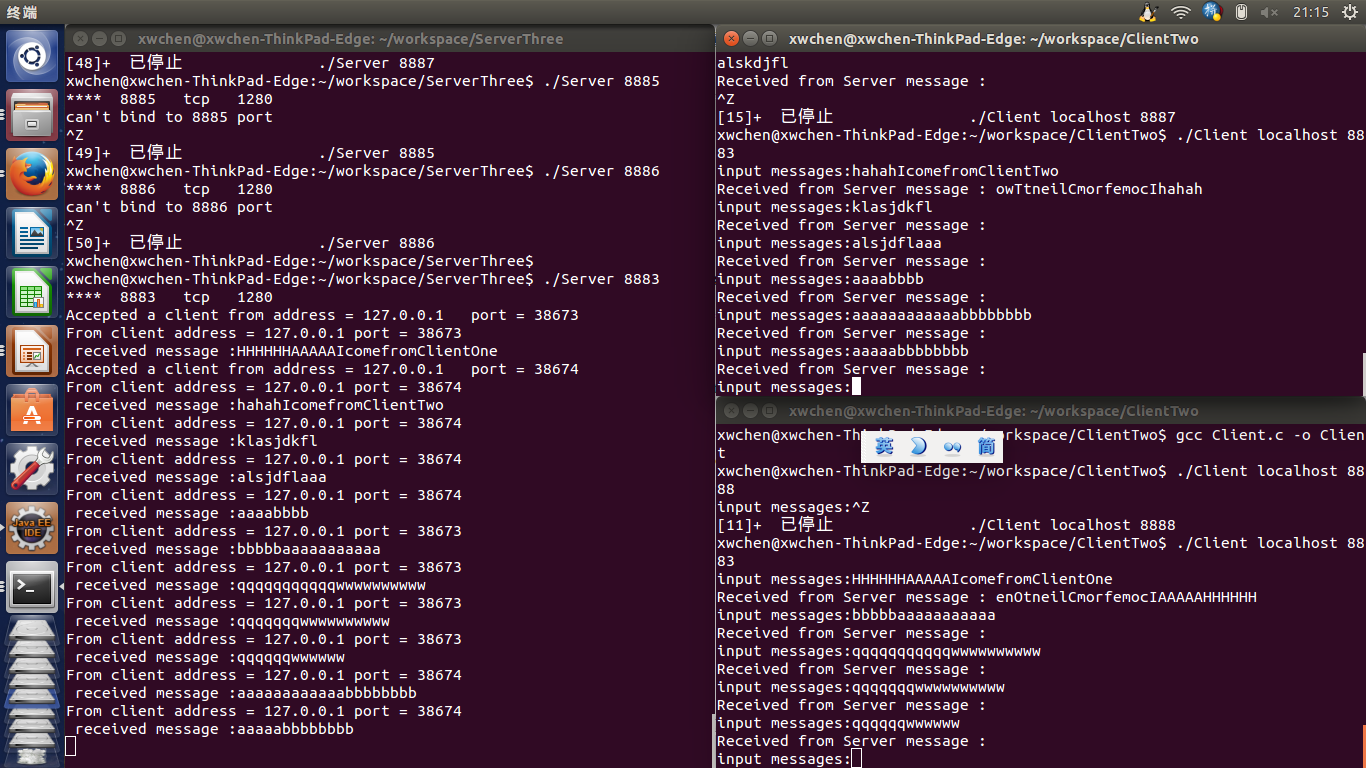 终端
21:15
xwchen@xwchen-ThinkPad-Edge: ~/workspace/ServerThree
[48]+  已停止               ./Server 8887
xwchen@xwchen-ThinkPad-Edge:~/workspace/ServerThree$ ./Server 8885
****  8885   tcp   1280
can't bind to 8885 port
^Z
[49]+  已停止               ./Server 8885
xwchen@xwchen-ThinkPad-Edge:~/workspace/ServerThree$ ./Server 8886
****  8886   tcp   1280
can't bind to 8886 port
^Z
[50]+  已停止               ./Server 8886
xwchen@xwchen-ThinkPad-Edge:~/workspace/ServerThree$
xwchen@xwchen-ThinkPad-Edge:~/workspace/ServerThree$ ./Server 8883
****  8883   tcp   1280
Accepted a client from address = 127.0.0.1   port = 38673
From client address = 127.0.0.1 port = 38673
 received message :HHHHHHAAAAAIcomefromClientOne
Accepted a client from address = 127.0.0.1   port = 38674
From client address = 127.0.0.1 port = 38674
 received message :hahahIcomefromClientTwo
From client address = 127.0.0.1 port = 38674
 received message :klasjdkfl
From client address = 127.0.0.1 port = 38674
 received message :alsjdflaaa
From client address = 127.0.0.1 port = 38674
 received message :aaaabbbb
From client address = 127.0.0.1 port = 38673
 received message :bbbbbaaaaaaaaaaa
From client address = 127.0.0.1 port = 38673
 received message :qqqqqqqqqqqwwwwwwwwww
From client address = 127.0.0.1 port = 38673
 received message :qqqqqqqwwwwwwwwww
From client address = 127.0.0.1 port = 38673
 received message :qqqqqqwwwwww
From client address = 127.0.0.1 port = 38674
 received message :aaaaaaaaaaaabbbbbbbb
From client address = 127.0.0.1 port = 38674
 received message :aaaaabbbbbbbb
xwchen@xwchen-ThinkPad-Edge: ~/workspace/ClientTwo
alskdjfl
Received from Server message :
^Z
[15]+  已停止               ./Client localhost 8887
xwchen@xwchen-ThinkPad-Edge:~/workspace/ClientTwo$ ./Client localhost 88
83
input messages:hahahIcomefromClientTwo
Received from Server message : owTtneilCmorfemocIhahah
input messages:klasjdkfl
Received from Server message :
input messages:alsjdflaaa
Received from Server message :
input messages:aaaabbbb
Received from Server message :
input messages:aaaaaaaaaaaabbbbbbbb
Received from Server message :
input messages:aaaaabbbbbbbb
Received from Server message :
input messages:
xwchen@xwchen-ThinkPad-Edge: ~/workspace/ClientTwo
xwchen@xwchen-Th
orkspace/ClientTwo$ gcc Client.c -o Clien
t
英 简
xwchen@xwchen-ThinkPad-Edge:~/workspace/ClientTwo$ ./Client localhost 88
88
input messages:^Z
[11]+  已停止               ./Client localhost 8888
xwchen@xwchen-ThinkPad-Edge:~/workspace/ClientTwo$ ./Client localhost 88
83
input messages:HHHHHHAAAAAIcomefromClientOne
Received from Server message : enOtneilCmorfemocIAAAAAHHHHHH
input messages:bbbbbaaaaaaaaaaa
Received from Server message :
input messages:qqqqqqqqqqqwwwwwwwwww
Received from Server message :
input messages:qqqqqqqwwwwwwwwww
Received from Server message :
input messages:qqqqqqwwwwww
Received from Server message :
input messages:
Java EE
IDE